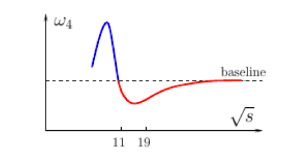 ω₄
baseline
√s
11 19